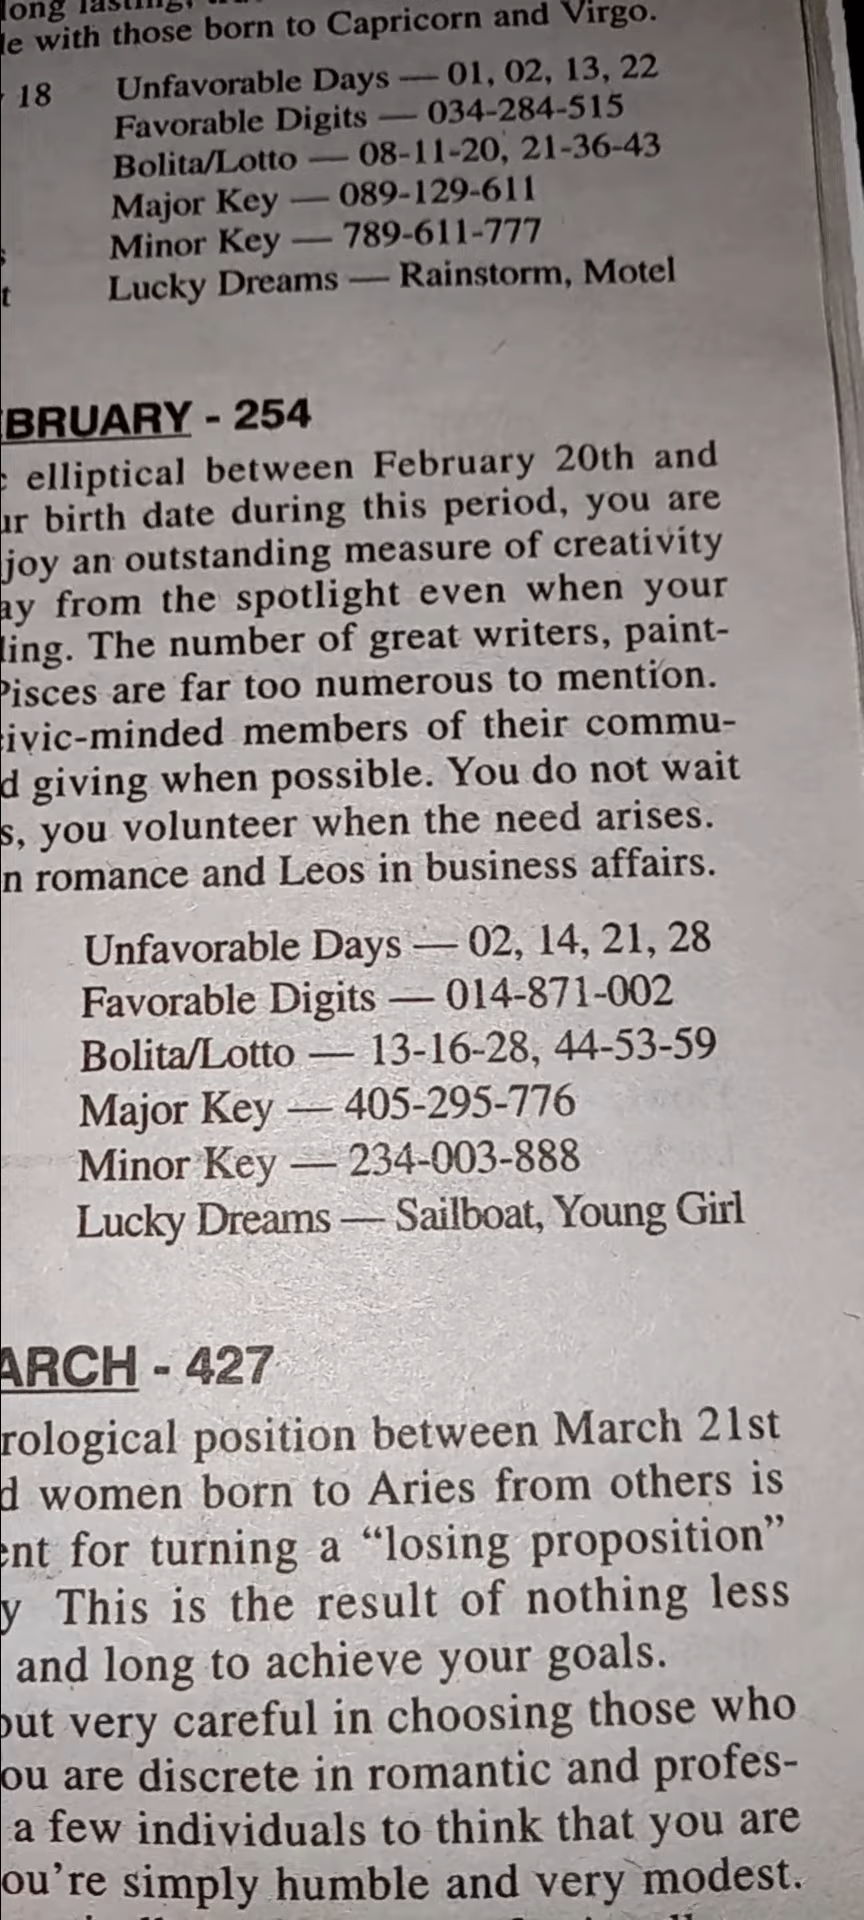 long lasting,
le with those born to Capricorn and Virgo.
18 Unfavorable Days — 01, 02, 13, 22
Favorable Digits — 034-284-515
Bolita/Lotto — 08-11-20, 21-36-43
Major Key — 089-129-611
s Minor Key — 789-611-777
t Lucky Dreams — Rainstorm, Motel
EBRUARY - 254
c elliptical between February 20th and
ur birth date during this period, you are
joy an outstanding measure of creativity
ay from the spotlight even when your
ling. The number of great writers, paint-
Pisces are far too numerous to mention.
civic-minded members of their commu-
d giving when possible. You do not wait
s, you volunteer when the need arises.
n romance and Leos in business affairs.
Unfavorable Days — 02, 14, 21, 28
Favorable Digits — 014-871-002
Bolita/Lotto — 13-16-28, 44-53-59
Major Key — 405-295-776
Minor Key — 234-003-888
Lucky Dreams — Sailboat, Young Girl
ARCH - 427
rological position between March 21st
d women born to Aries from others is
ent for turning a “losing proposition”
y This is the result of nothing less
and long to achieve your goals.
out very careful in choosing those who
ou are discrete in romantic and profes-
a few individuals to think that you are
ou're simply humble and very modest.